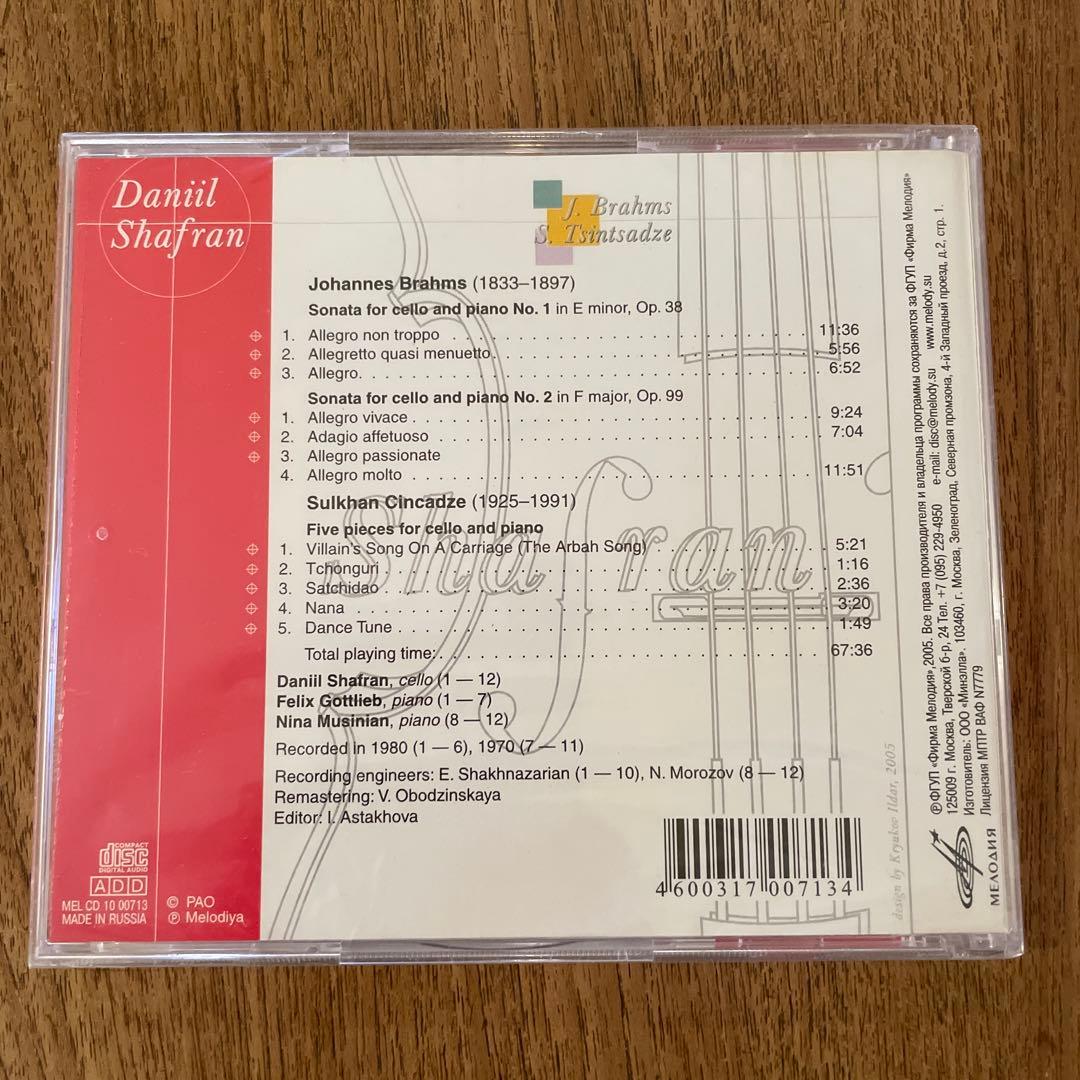 Daniil
Shafran
J. Brahms
S. Tsintsadze
Johannes Brahms (1833–1897)
Sonata for cello and piano No. 1 in E minor, Op. 38
1. Allegro non troppo . . . . . . . . . . . . . . . . . . . . . . . . . . . . 11:36
2. Allegretto quasi menuetto. . . . . . . . . . . . . . . . . . . . . . . . . 5:56
3. Allegro. . . . . . . . . . . . . . . . . . . . . . . . . . . . . . . . . . . . 6:52
Sonata for cello and piano No. 2 in F major, Op. 99
1. Allegro vivace . . . . . . . . . . . . . . . . . . . . . . . . . . . . . . . 9:24
2. Adagio affetuoso . . . . . . . . . . . . . . . . . . . . . . . . . . . . . 7:04
3. Allegro passionate
4. Allegro molto . . . . . . . . . . . . . . . . . . . . . . . . . . . . . . . 11:51
Sulkhan Cincadze (1925–1991)
Five pieces for cello and piano
1. Villain's Song On A Carriage (The Arbah Song) . . . . . . . . . . . 5:21
2. Tchonguri . . . . . . . . . . . . . . . . . . . . . . . . . . . . . . . . . . 1:16
3. Satchidao . . . . . . . . . . . . . . . . . . . . . . . . . . . . . . . . . . 2:36
4. Nana . . . . . . . . . . . . . . . . . . . . . . . . . . . . . . . . . . . . . 3:20
5. Dance Tune . . . . . . . . . . . . . . . . . . . . . . . . . . . . . . . . . 1:49
Total playing time:. . . . . . . . . . . . . . . . . . . . . . . . . . . . . 67:36
shafran
Daniil Shafran, cello (1 — 12)
Felix Gottlieb, piano (1 — 7)
Nina Musinian, piano (8 — 12)
Recorded in 1980 (1 — 6), 1970 (7 — 11)
Recording engineers: E. Shakhnazarian (1 — 10), N. Morozov (8 — 12)
Remastering: V. Obodzinskaya
Editor: I. Astakhova
COMPACT
disc
DIGITAL AUDIO
ADD
MEL CD 10 00713
MADE IN RUSSIA
© PAO
℗ Melodiya
4 600317 007134
design by Kryukov Ildar, 2005
℗ ФГУП «Фирма Мелодия»,2005. Все права производителя и владельца программы сохраняются за ФГУП «Фирма Мелодия»
125009 г. Москва, Тверской б-р, 24 Тел. +7 (095) 229-4950 e-mail: disc@melody.su www.melody.su
Изготовитель: ООО «Миналла». 103460, г. Москва, Зеленоград, Северная промзона, 4-й Западный проезд, д.2, стр. 1.
Лицензия МПТР ВАФ N7779
МЕЛОДИЯ